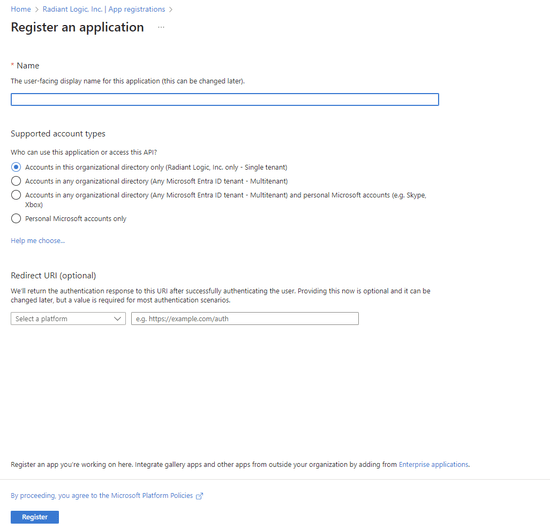 Home > Radiant Logic. Inc. | App registrations >
Register an application ...
* Name
The user-facing display name for this application (this can be changed later).
Supported account types
Who can use this application or access this API?
Accounts in this organizational directory only (Radiant Logic, Inc. only - Single tenant)
Accounts in any organizational directory (Any Microsoft Entra ID tenant - Multitenant)
Accounts in any organizational directory (Any Microsoft Entra ID tenant - Multitenant) and personal Microsoft accounts (e.g. Skype,
Xbox)
Personal Microsoft accounts only
Help me choose...
Redirect URI (optional)
We'll return the authentication response to this URI after successfully authenticating the user. Providing this now is optional and it can be
changed later, but a value is required for most authentication scenarios.
Select a platform e.g. https://example.com/auth
Register an app you're working on here. Integrate gallery apps and other apps from outside your organization by adding from Enterprise applications.
By proceeding, you agree to the Microsoft Platform Policies
Register